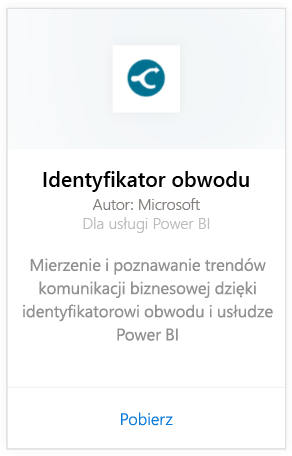 Identyfikator obwodu
Autor: Microsoft
Dla usługi Power BI
Mierzenie i poznawanie trendów
komunikacji biznesowej dzięki
identyfikatorowi obwodu i usłudze
Power BI
Pobierz